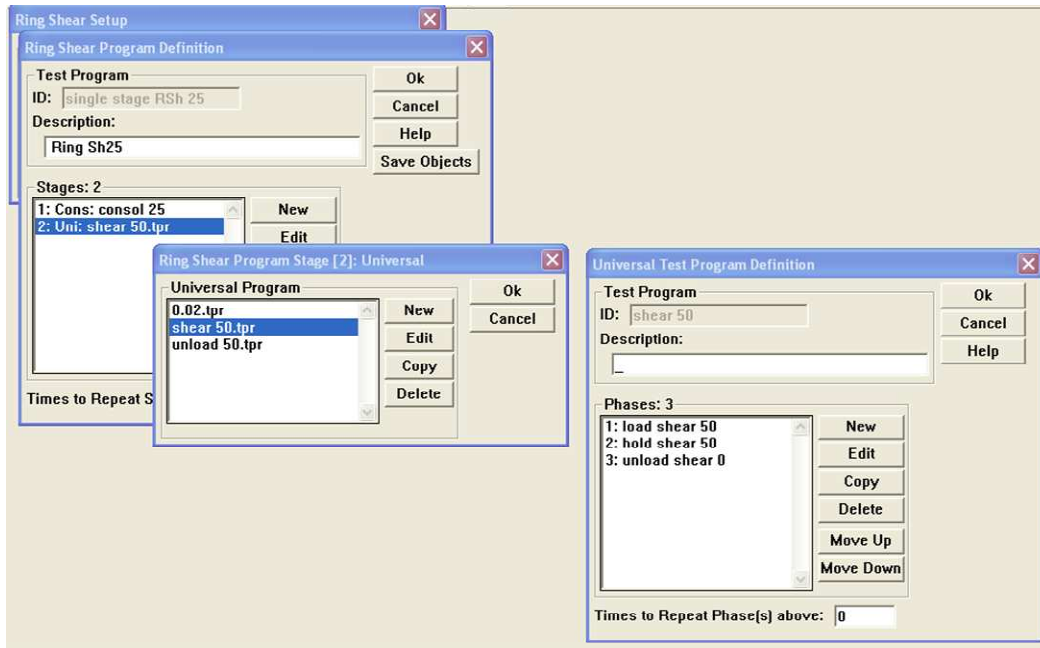 Ring Shear Setup
Ring Shear Program Definition
Test Program
ID: single stage RSh 25
Description:
Ring Sh25
Ok
Cancel
Help
Save Objects
Stages: 2
1: Cons: consol 25
2: Uni: shear 50.tpr
New
Edit
Times to Repeat S
Ring Shear Program Stage [2]: Universal
Universal Program
0.02.tpr
shear 50.tpr
unload 50.tpr
New
Edit
Copy
Delete
Ok
Cancel
Universal Test Program Definition
Test Program
ID: shear 50
Description:
_
Ok
Cancel
Help
Phases: 3
1: load shear 50
2: hold shear 50
3: unload shear 0
New
Edit
Copy
Delete
Move Up
Move Down
Times to Repeat Phase(s) above: 0